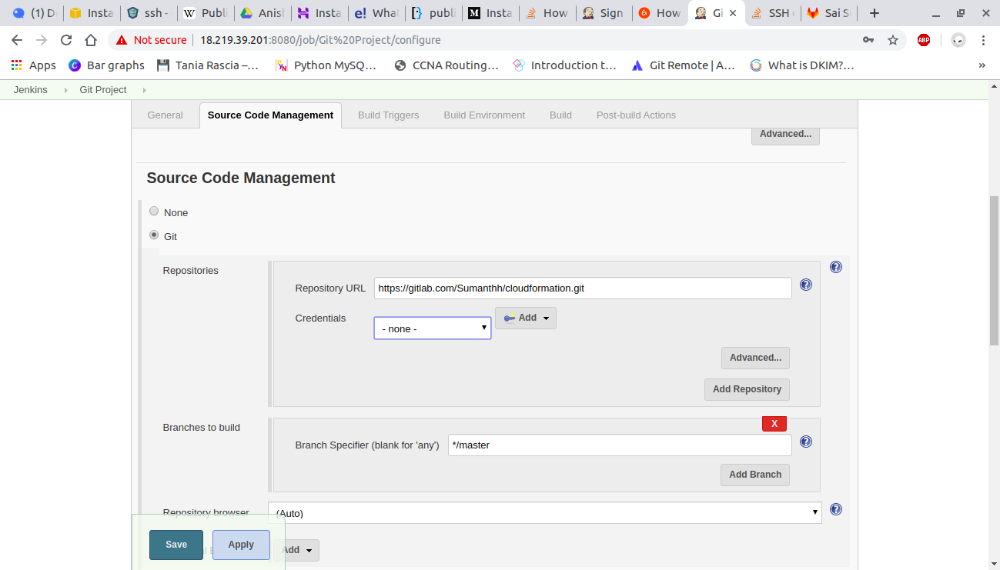 (1) D Insta ssh - W Publi Anish Insta e! What publ M Insta How Sign How Gi SSH Sai S
Not secure 18.219.39.201:8080/job/Git%20Project/configure ABP
Apps C Bar graphs Tania Rascia –… Python MySQ… CCNA Routing… Introduction t… Git Remote | A… What is DKIM?… »
Jenkins Git Project
General Source Code Management Build Triggers Build Environment Build Post-build Actions
Advanced...
Source Code Management
None
Git
Repositories
Repository URL https://gitlab.com/Sumanthh/cloudformation.git
Credentials - none - Add
Advanced...
Add Repository
Branches to build X
Branch Specifier (blank for 'any') */master
Add Branch
Repository browser (Auto)
Save Apply Add